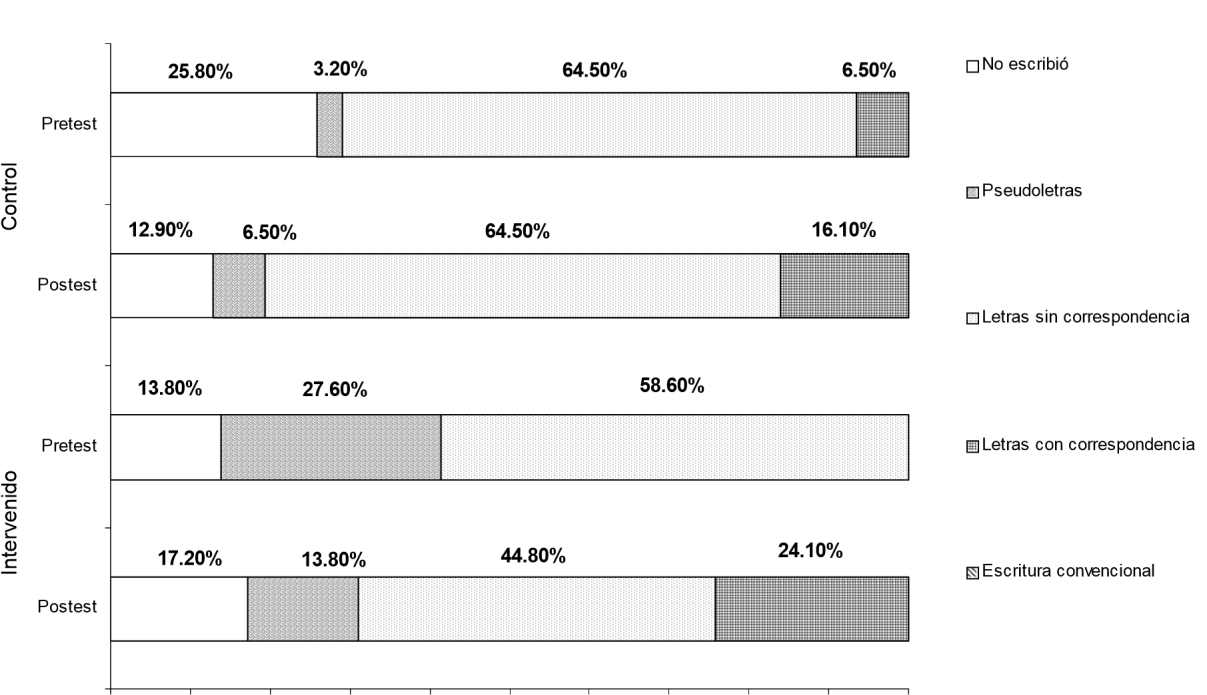 25.80% 3.20% 64.50% 6.50%
Pretest
12.90% 6.50% 64.50% 16.10%
Postest
Control
13.80% 27.60% 58.60%
Pretest
17.20% 13.80% 44.80% 24.10%
Postest
Intervenido
No escribió
Pseudoletras
Letras sin correspondencia
Letras con correspondencia
Escritura convencional